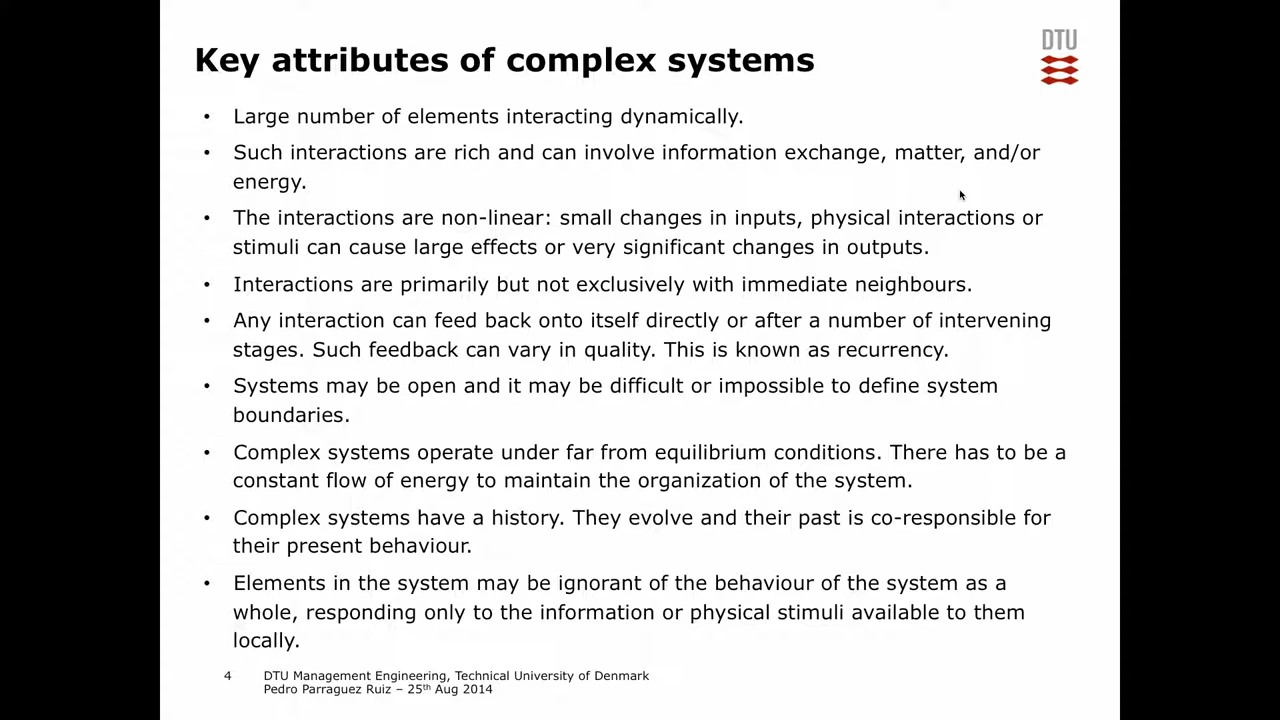 Key attributes of complex systems
DTU
• Large number of elements interacting dynamically.
• Such interactions are rich and can involve information exchange, matter, and/or
energy.
• The interactions are non-linear: small changes in inputs, physical interactions or
stimuli can cause large effects or very significant changes in outputs.
• Interactions are primarily but not exclusively with immediate neighbours.
• Any interaction can feed back onto itself directly or after a number of intervening
stages. Such feedback can vary in quality. This is known as recurrency.
• Systems may be open and it may be difficult or impossible to define system
boundaries.
• Complex systems operate under far from equilibrium conditions. There has to be a
constant flow of energy to maintain the organization of the system.
• Complex systems have a history. They evolve and their past is co-responsible for
their present behaviour.
• Elements in the system may be ignorant of the behaviour of the system as a
whole, responding only to the information or physical stimuli available to them
locally.
4 DTU Management Engineering, Technical University of Denmark
Pedro Parraguez Ruiz – 25th Aug 2014